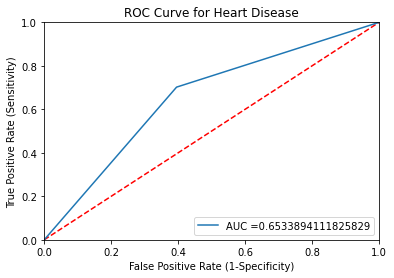 ROC Curve for Heart Disease
True Positive Rate (Sensitivity)
1.0
0.8
0.6
0.4
0.2
0.0
AUC =0.6533894111825829
0.0 0.2 0.4 0.6 0.8 1.0
False Positive Rate (1-Specificity)